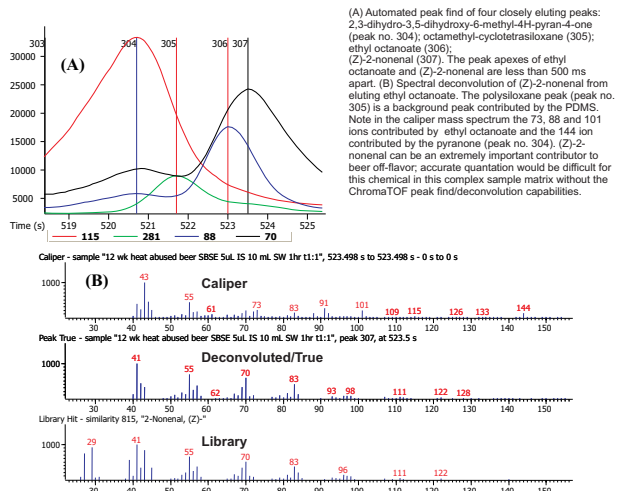 303
304
305
306
307
(A)
30000
25000
20000
15000
10000
5000
Time (s)
519
520
521
522
523
524
525
115
281
88
70
(A) Automated peak find of four closely eluting peaks:
2,3-dihydro-3,5-dihydroxy-6-methyl-4H-pyran-4-one
(peak no. 304); octamethyl-cyclotetrasiloxane (305);
ethyl octanoate (306);
(Z)-2-nonenal (307). The peak apexes of ethyl
octanoate and (Z)-2-nonenal are less than 500 ms
apart. (B) Spectral deconvolution of (Z)-2-nonenal from
eluting ethyl octanoate. The polysiloxane peak (peak no.
305) is a background peak contributed by the PDMS.
Note in the caliper mass spectrum the 73, 88 and 101
ions contributed by ethyl octanoate and the 144 ion
contributed by the pyranone (peak no. 304). (Z)-2-
nonenal can be an extremely important contributor to
beer off-flavor; accurate quantation would be difficult for
this chemical in this complex sample matrix without the
ChromaTOF peak find/deconvolution capabilities.
Caliper - sample "12 wk heat abused beer SBSE 5uL IS 10 mL SW 1hr t1:1", 523.498 s to 523.498 s - 0 s to 0 s
(B)
Caliper
1000
43
55
61
73
83
91
101
109
115
126
133
144
30 40 50 60 70 80 90 100 110 120 130 140 150
Peak True - sample "12 wk heat abused beer SBSE 5uL IS 10 mL SW 1hr t1:1", peak 307, at 523.5 s
Deconvoluted/True
1000
41
55
62
70
83
93
98
111
122
128
30 40 50 60 70 80 90 100 110 120 130 140 150
Library Hit - similarity 815, "2-Nonenal, (Z)-"
Library
1000
29
41
55
70
83
96
111
122
30 40 50 60 70 80 90 100 110 120 130 140 150